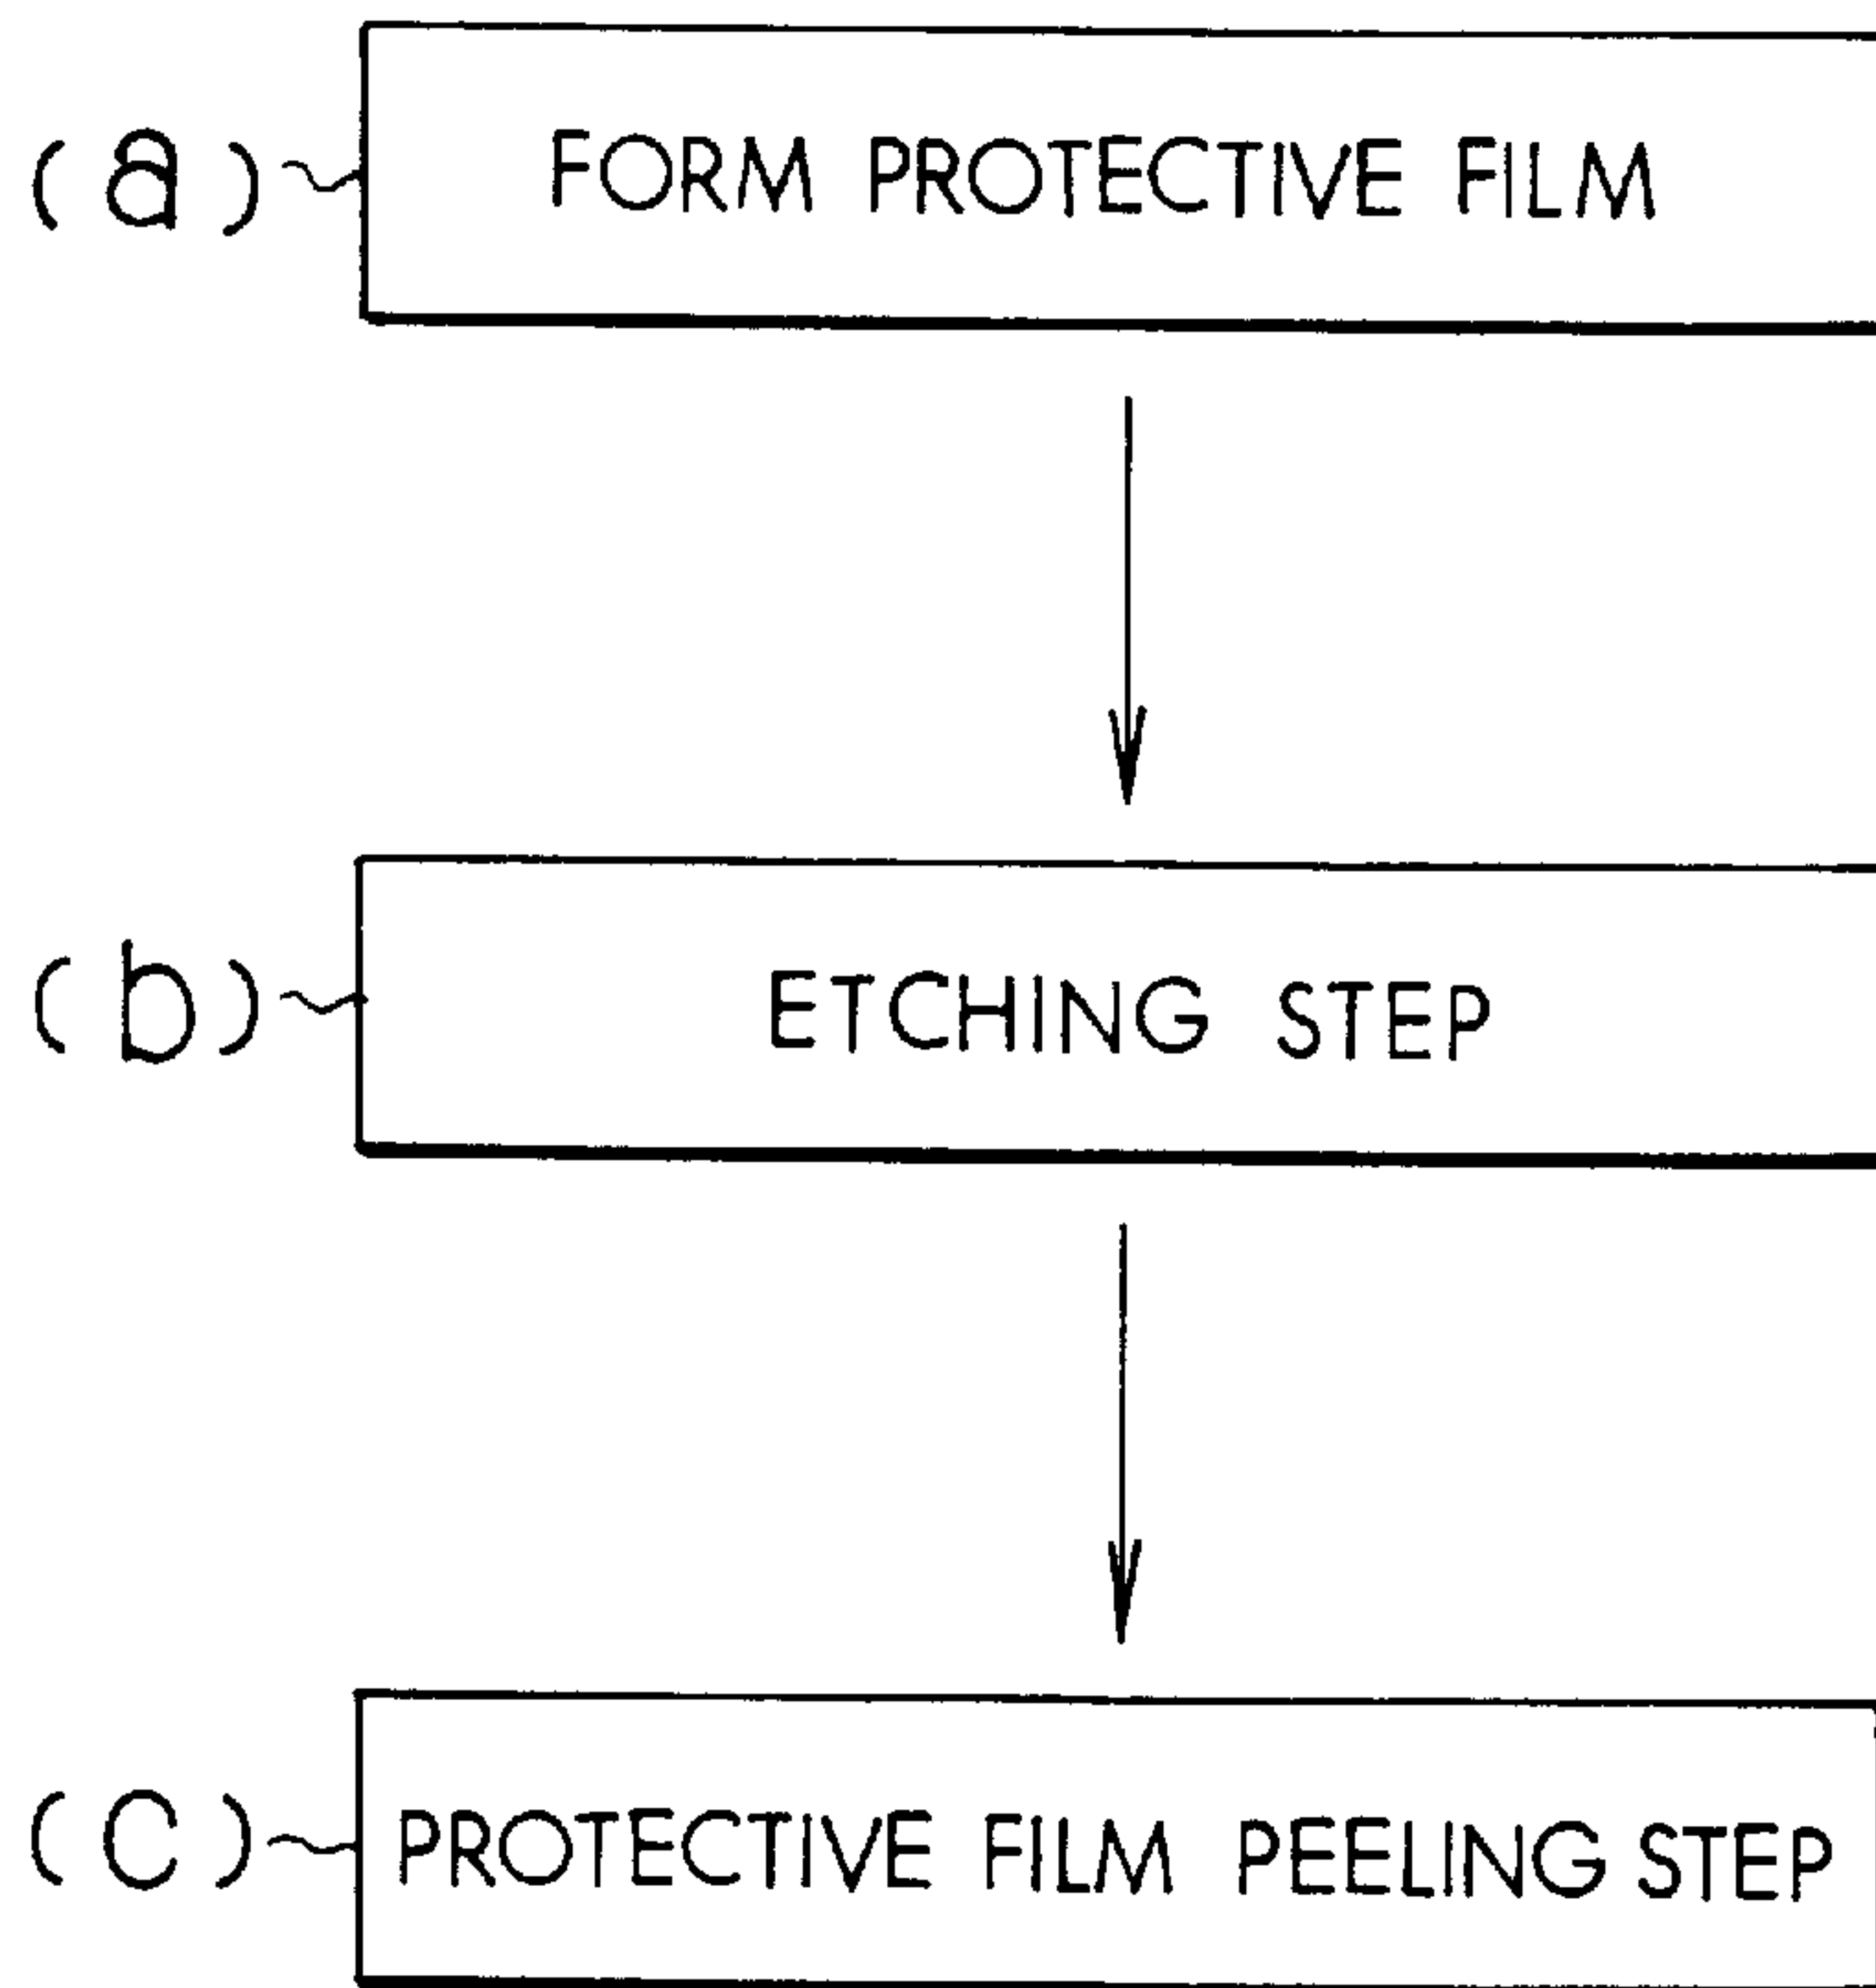 (a) FORM PROTECTIVE FILM
(b) ETCHING STEP
(C) PROTECTIVE FILM PEELING STEP